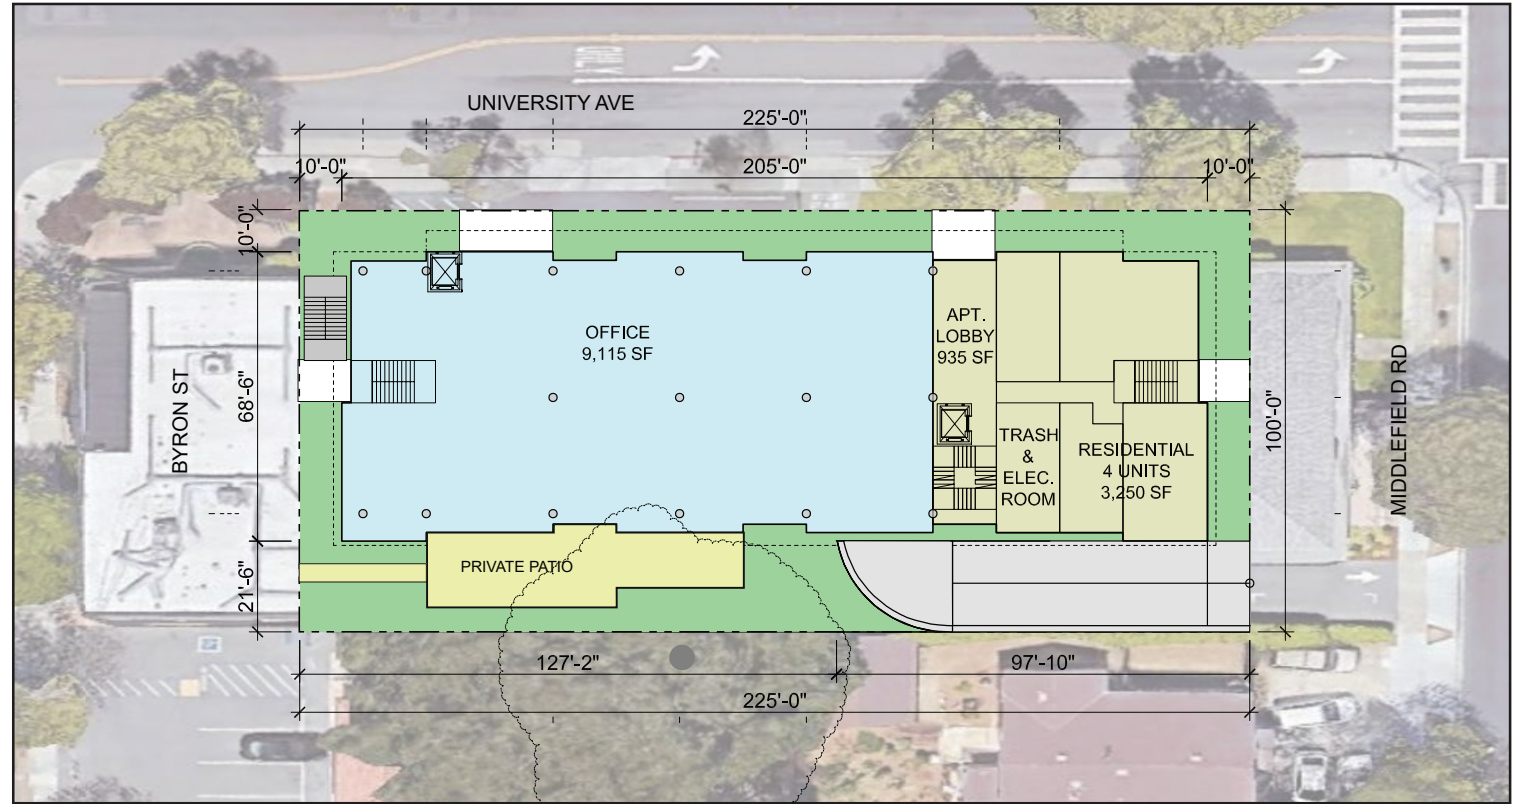 UNIVERSITY AVE
225'-0"
10'-0"
205'-0"
10'-0"
10'-0"
ONLY
OFFICE
9,115 SF
APT.
LOBBY
935 SF
BYRON ST
68'-6"
MIDDLEFIELD RD
100'-0"
TRASH
&
ELEC.
ROOM
RESIDENTIAL
4 UNITS
3,250 SF
PRIVATE PATIO
21'-6"
127'-2"
97'-10"
225'-0"